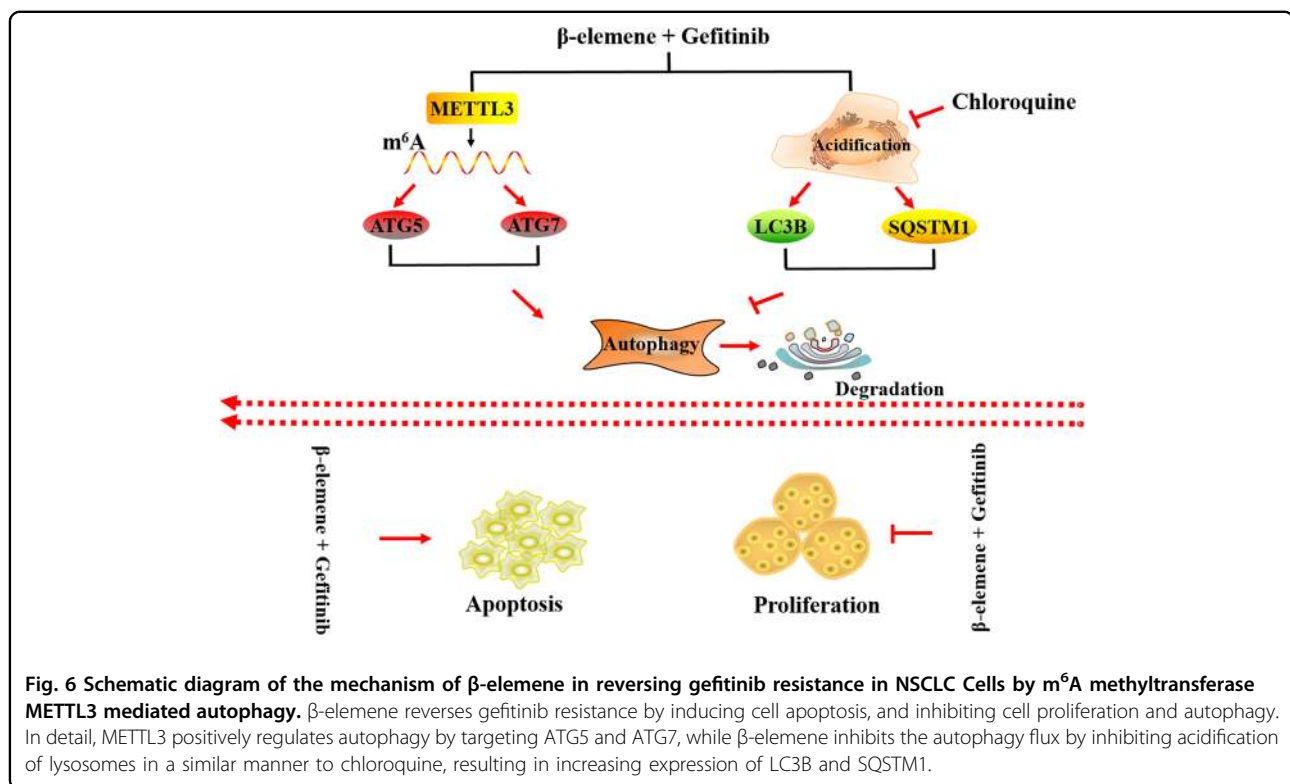 β-elemene + Gefitinib
METTL3
Chloroquine
m⁶A
Acidification
ATG5
ATG7
LC3B
SQSTM1
Autophagy
Degradation
β-elemene + Gefitinib
β-elemene + Gefitinib
Apoptosis
Proliferation
Fig. 6 Schematic diagram of the mechanism of β-elemene in reversing gefitinib resistance in NSCLC Cells by m⁶A methyltransferase
METTL3 mediated autophagy. β-elemene reverses gefitinib resistance by inducing cell apoptosis, and inhibiting cell proliferation and autophagy.
In detail, METTL3 positively regulates autophagy by targeting ATG5 and ATG7, while β-elemene inhibits the autophagy flux by inhibiting acidification
of lysosomes in a similar manner to chloroquine, resulting in increasing expression of LC3B and SQSTM1.